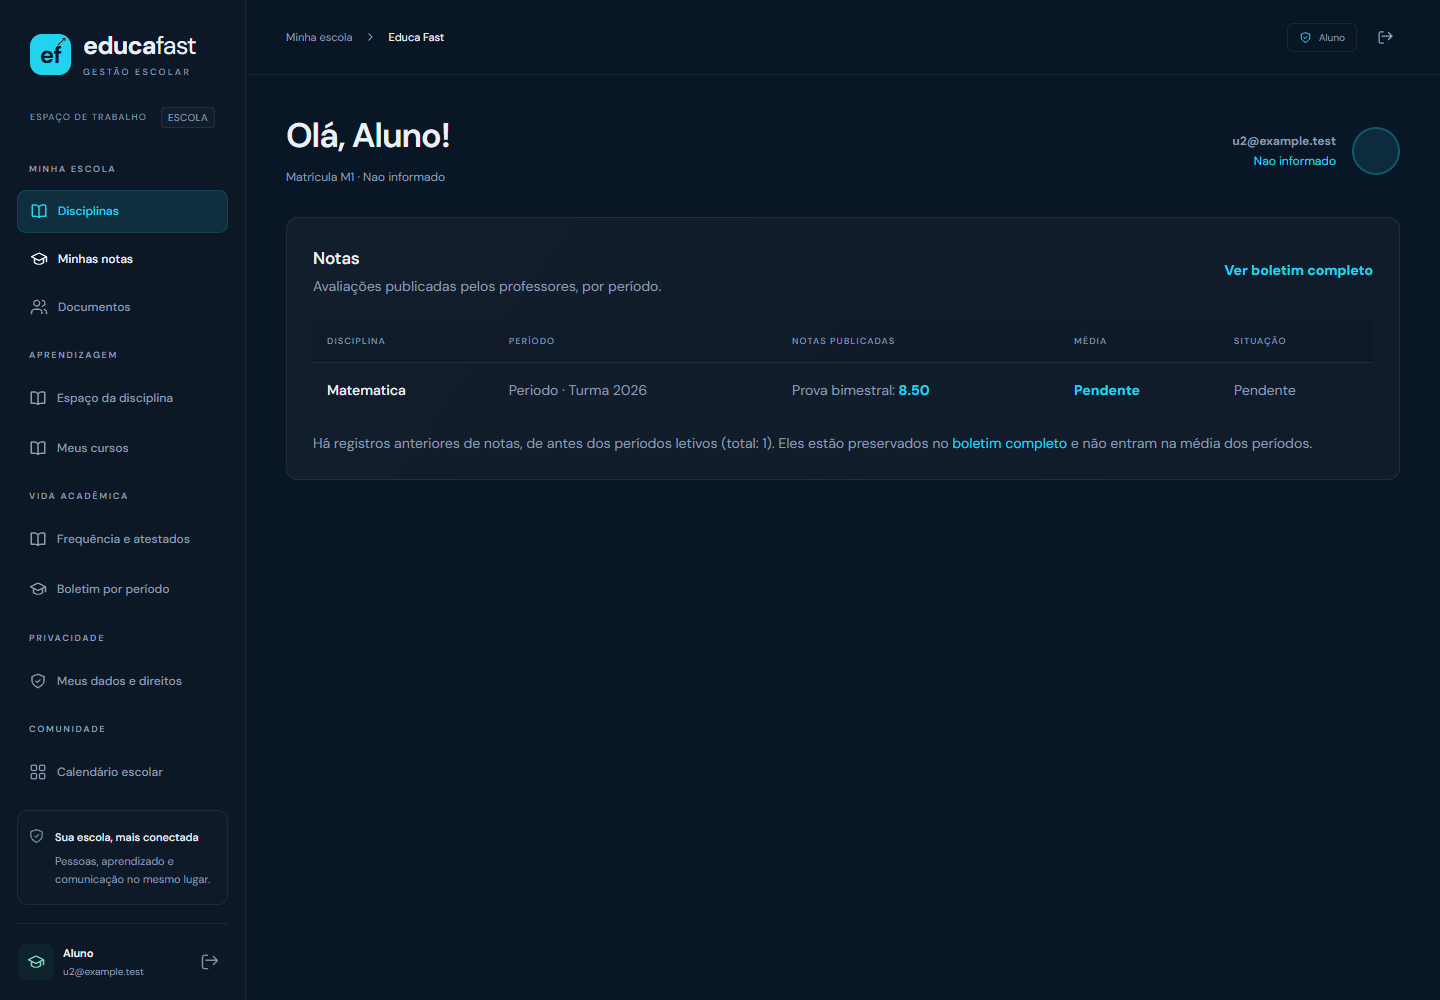 ef
educafast
GESTÃO ESCOLAR
ESPAÇO DE TRABALHO
ESCOLA
MINHA ESCOLA
Disciplinas
Minhas notas
Documentos
APRENDIZAGEM
Espaço da disciplina
Meus cursos
VIDA ACADÊMICA
Frequência e atestados
Boletim por período
PRIVACIDADE
Meus dados e direitos
COMUNIDADE
Calendário escolar
Sua escola, mais conectada
Pessoas, aprendizado e
comunicação no mesmo lugar.
Aluno
u2@example.test
Minha escola > Educa Fast
Aluno
Olá, Aluno!
Matrícula M1 · Nao informado
u2@example.test
Nao informado
Notas
Avaliações publicadas pelos professores, por período.
Ver boletim completo
DISCIPLINA PERÍODO NOTAS PUBLICADAS MÉDIA SITUAÇÃO
Matematica Periodo · Turma 2026 Prova bimestral: 8.50 Pendente Pendente
Há registros anteriores de notas, de antes dos períodos letivos (total: 1). Eles estão preservados no boletim completo e não entram na média dos períodos.